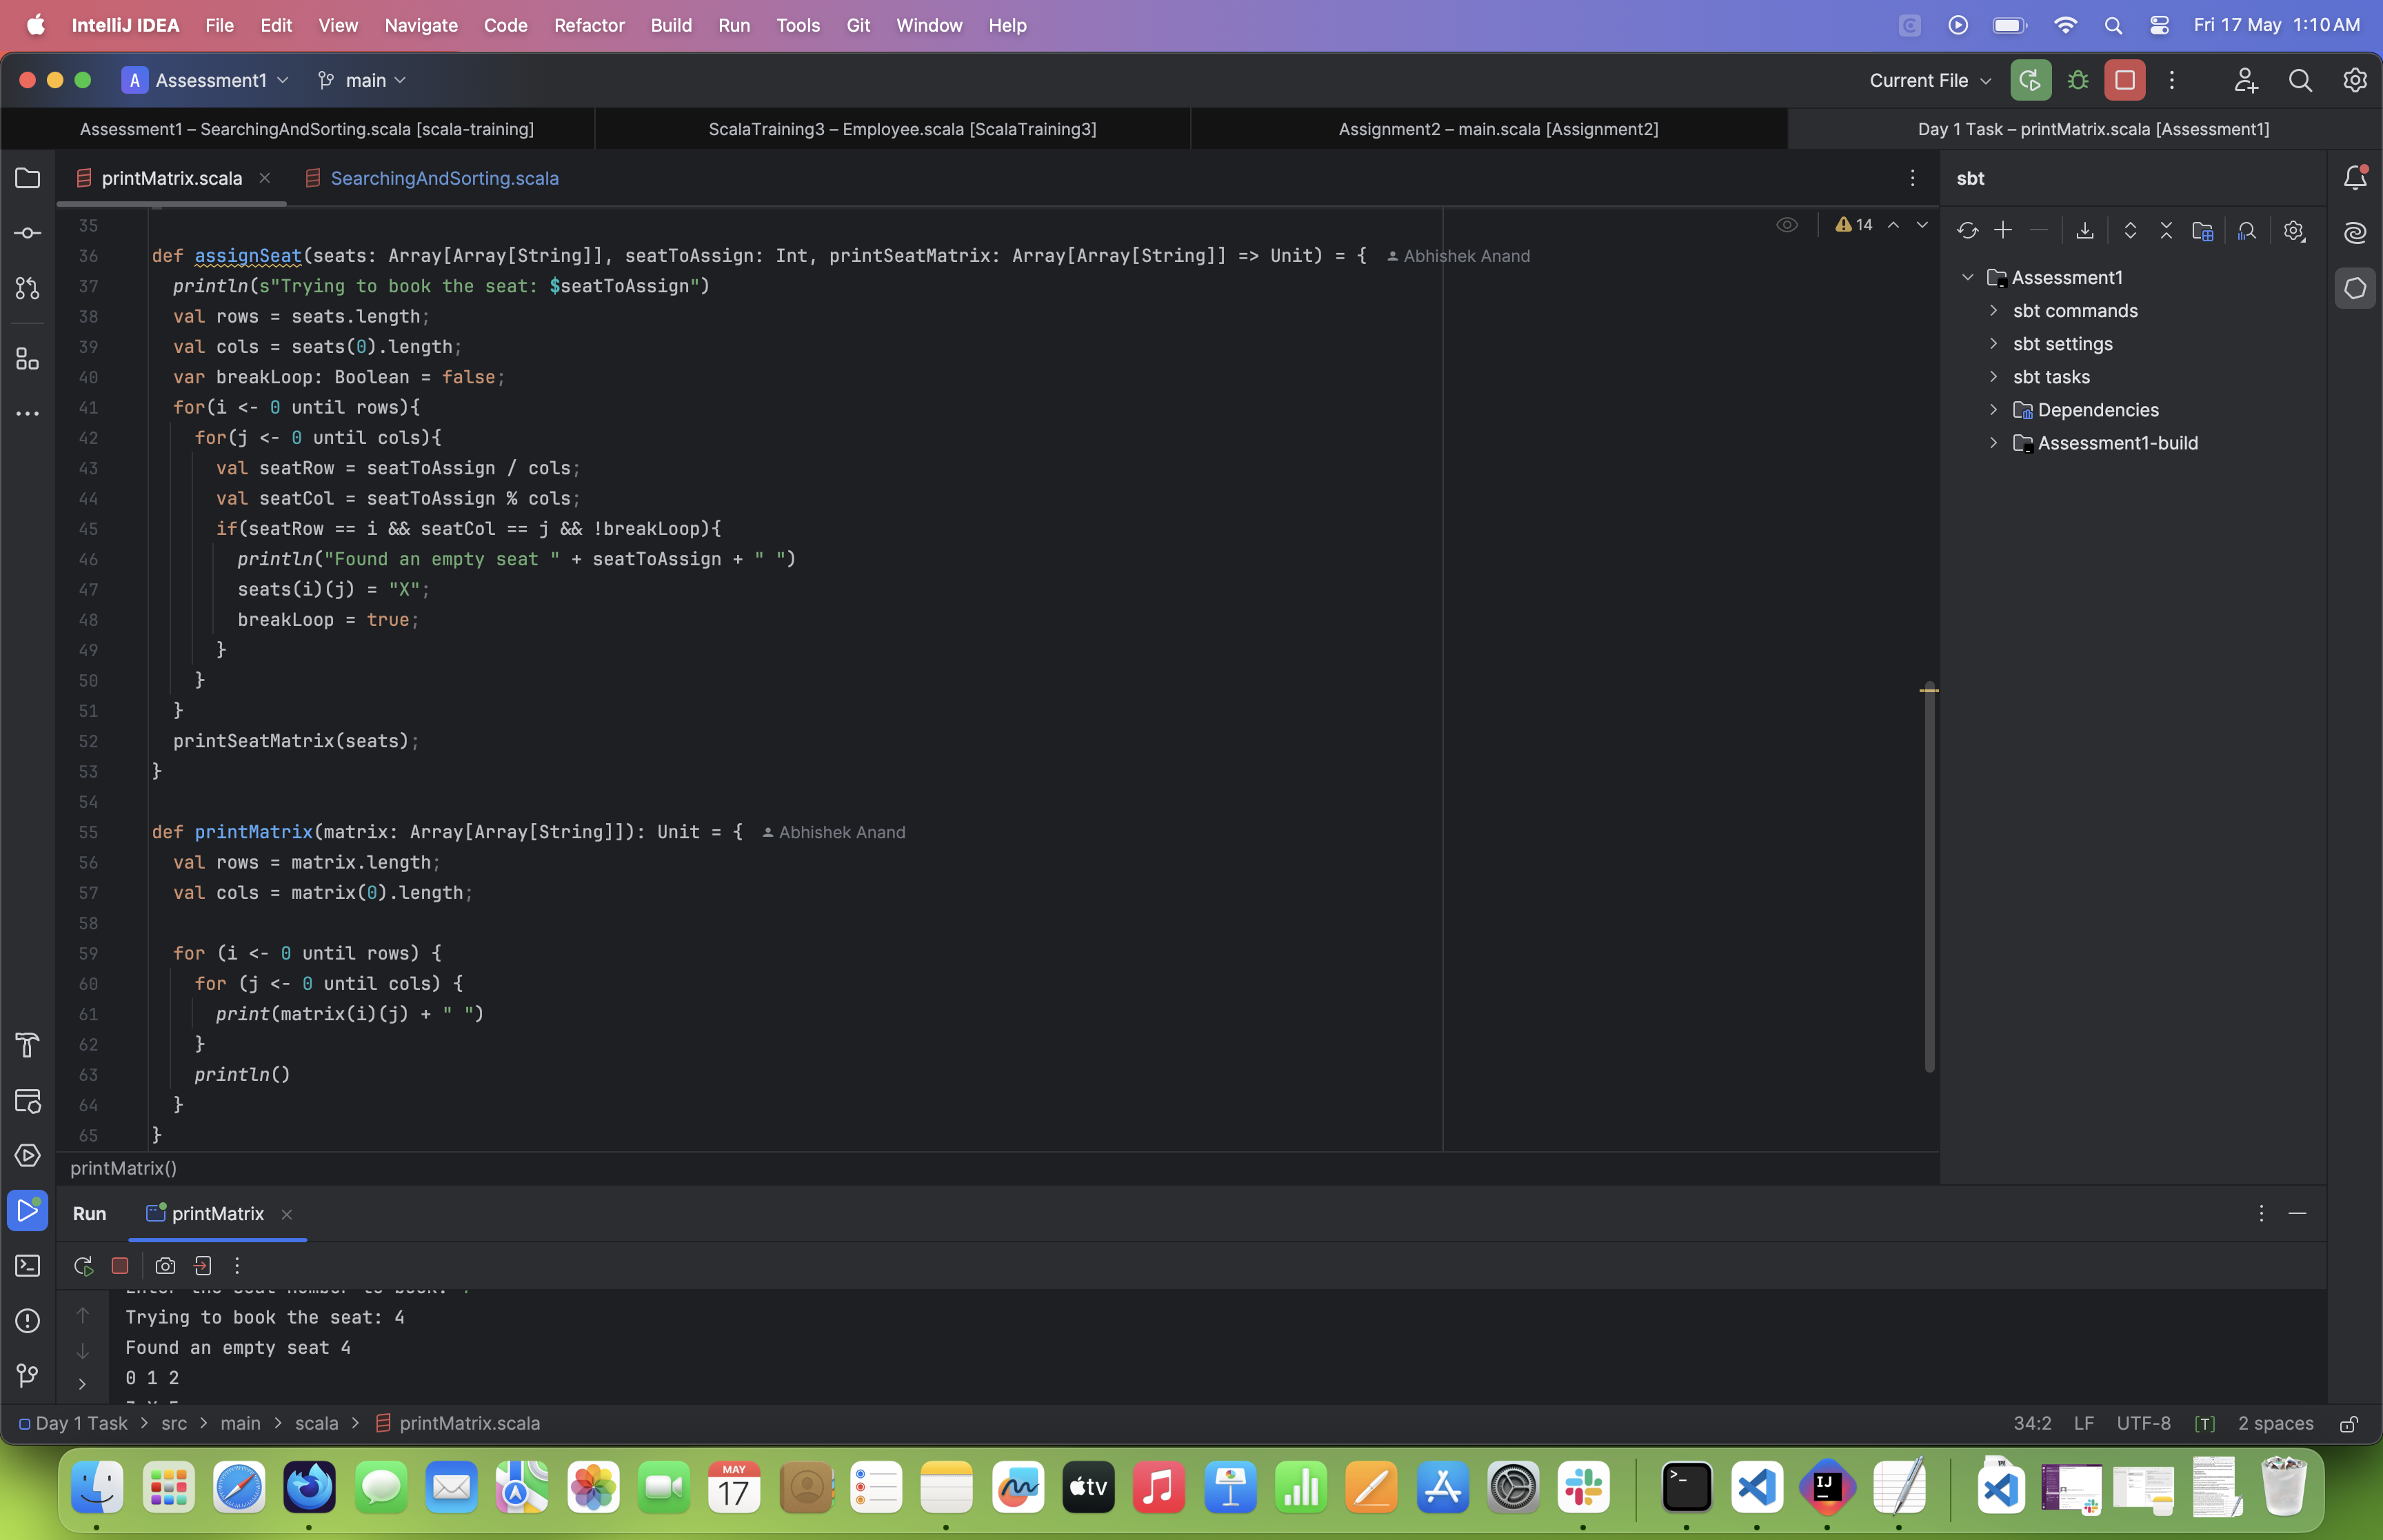 IntelliJ IDEA File Edit View Navigate Code Refactor Build Run Tools Git Window Help Fri 17 May 1:10 AM
A Assessment1 main Current File
Assessment1 – SearchingAndSorting.scala [scala-training] ScalaTraining3 – Employee.scala [ScalaTraining3] Assignment2 – main.scala [Assignment2] Day 1 Task – printMatrix.scala [Assessment1]
printMatrix.scala SearchingAndSorting.scala
35
36 def assignSeat(seats: Array[Array[String]], seatToAssign: Int, printSeatMatrix: Array[Array[String]] => Unit) = { Abhishek Anand
37 println(s"Trying to book the seat: $seatToAssign")
38 val rows = seats.length;
39 val cols = seats(0).length;
40 var breakLoop: Boolean = false;
41 for(i <- 0 until rows){
42 for(j <- 0 until cols){
43 val seatRow = seatToAssign / cols;
44 val seatCol = seatToAssign % cols;
45 if(seatRow == i && seatCol == j && !breakLoop){
46 println("Found an empty seat " + seatToAssign + " ")
47 seats(i)(j) = "X";
48 breakLoop = true;
49 }
50 }
51 }
52 printSeatMatrix(seats);
53 }
54
55 def printMatrix(matrix: Array[Array[String]]): Unit = { Abhishek Anand
56 val rows = matrix.length;
57 val cols = matrix(0).length;
58
59 for (i <- 0 until rows) {
60 for (j <- 0 until cols) {
61 print(matrix(i)(j) + " ")
62 }
63 println()
64 }
65 }
14
printMatrix()
sbt
Assessment1
sbt commands
sbt settings
sbt tasks
Dependencies
Assessment1-build
Run printMatrix
Trying to book the seat: 4
Found an empty seat 4
0 1 2
Day 1 Task > src > main > scala > printMatrix.scala 34:2 LF UTF-8 [T] 2 spaces
MAY
17
tv
IJ